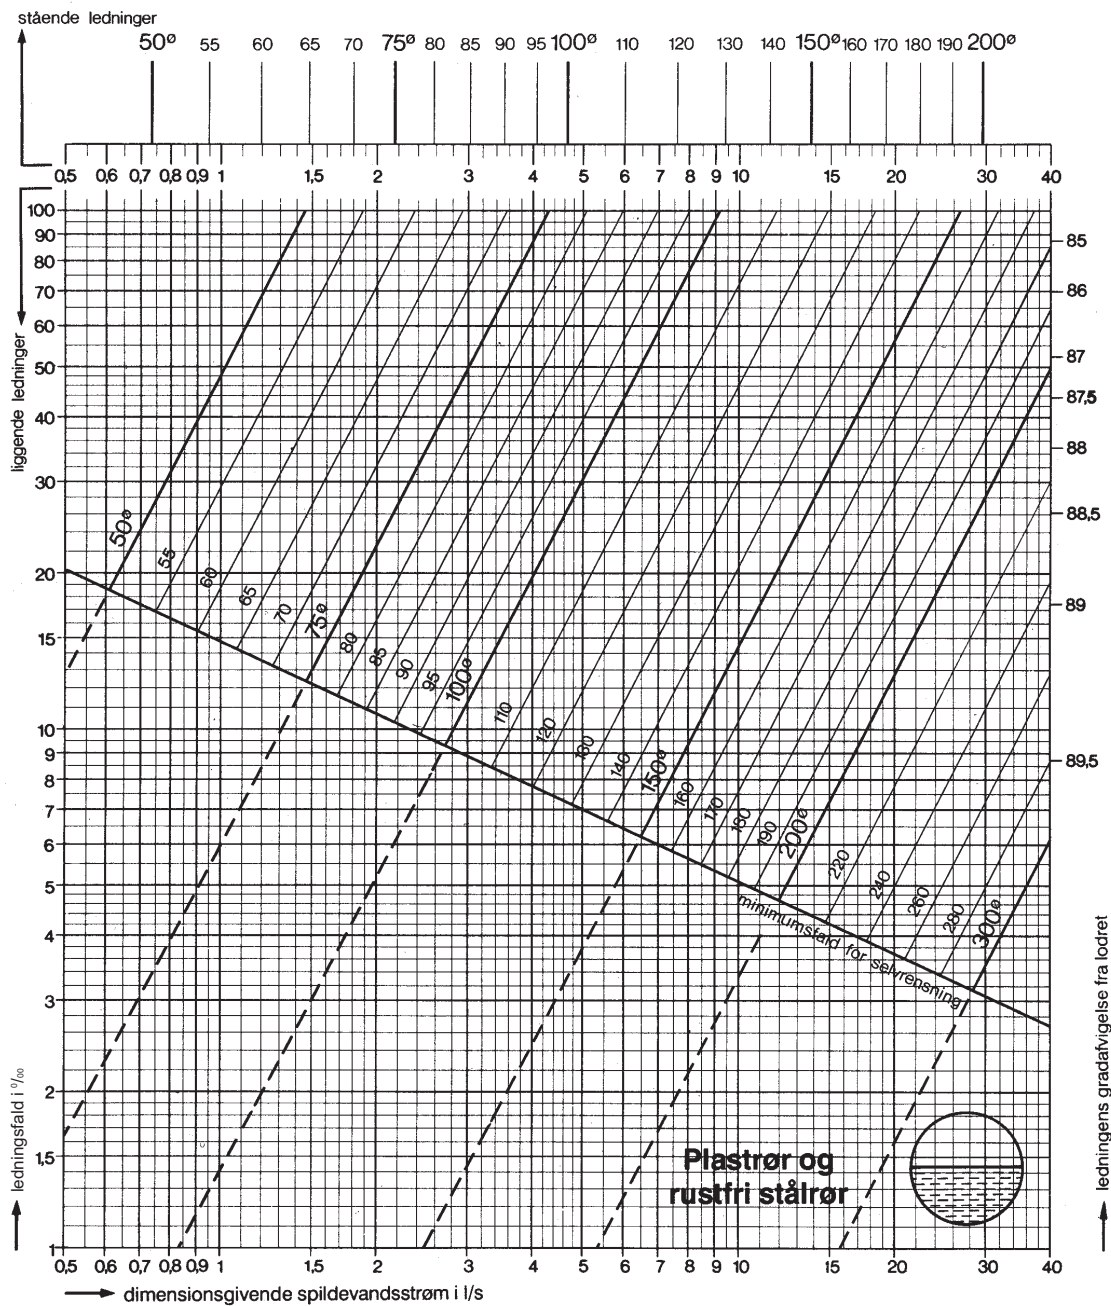 stående ledninger
50ø 55 60 65 70 75ø 80 85 90 95 100ø 110 120 130 140 150ø 160 170 180 190 200ø
0,5 0,6 0,7 0,8 0,9 1 1,5 2 3 4 5 6 7 8 9 10 15 20 30 40
liggende ledninger
100
90
80
70
60
50
40
30
20
15
10
9
8
7
6
5
4
3
2
1,5
1
85
86
87
87,5
88
88,5
89
89,5
50ø
55
60
65
70
75ø
80
85
90
95
100ø
110
120
130
140
150ø
160
170
180
190
200ø
220
240
260
280
300ø
minimumsfald for selvrensning
ledningsfald i º/oo
ledningens gradafvigelse fra lodret
Plastrør og
rustfri stålrør
0,5 0,6 0,7 0,8 0,9 1 1,5 2 3 4 5 6 7 8 9 10 15 20 30 40
dimensionsgivende spildevandsstrøm i l/s